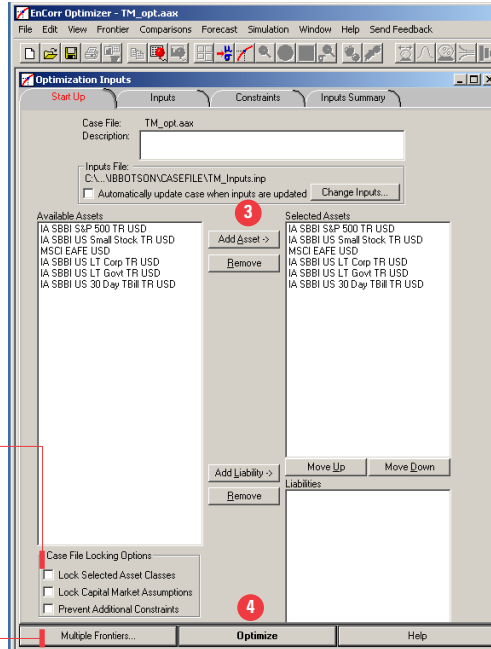 EnCorr Optimizer - TM_opt.aax
File Edit View Frontier Comparisons Forecast Simulation Window Help Send Feedback
Optimization Inputs
Start Up Inputs Constraints Inputs Summary
Case File: TM_opt.aax
Description:
Inputs File:
C:\...\IBBOTSON\CASEFILE\TM_Inputs.inp
Automatically update case when inputs are updated Change Inputs...
3
Available Assets Selected Assets
IA SBBI S&P 500 TR USD Add Asset -> IA SBBI S&P 500 TR USD
IA SBBI US Small Stock TR USD IA SBBI US Small Stock TR USD
MSCI EAFE USD Remove MSCI EAFE USD
IA SBBI US LT Corp TR USD IA SBBI US LT Corp TR USD
IA SBBI US LT Govt TR USD IA SBBI US LT Govt TR USD
IA SBBI US 30 Day TBill TR USD IA SBBI US 30 Day TBill TR USD
Add Liability -> Move Up Move Down
Liabilities
Remove
Case File Locking Options
Lock Selected Asset Classes
Lock Capital Market Assumptions
Prevent Additional Constraints
4
Multiple Frontiers... Optimize Help